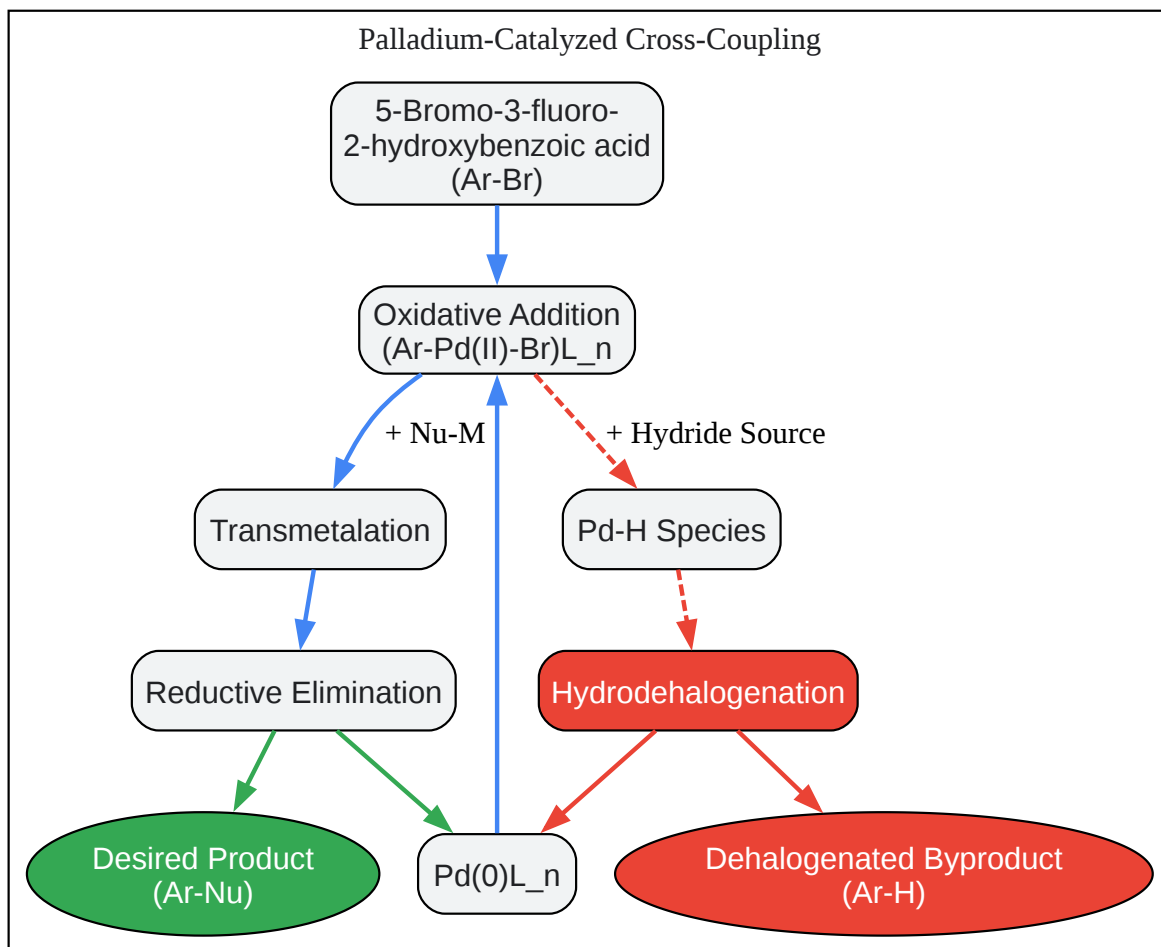 Palladium-Catalyzed Cross-Coupling
5-Bromo-3-fluoro-
2-hydroxybenzoic acid
(Ar-Br)
Oxidative Addition
(Ar-Pd(II)-Br)L_n
+ Nu-M
+ Hydride Source
Transmetalation
Pd-H Species
Reductive Elimination
Hydrodehalogenation
Desired Product
(Ar-Nu)
Pd(0)L_n
Dehalogenated Byproduct
(Ar-H)